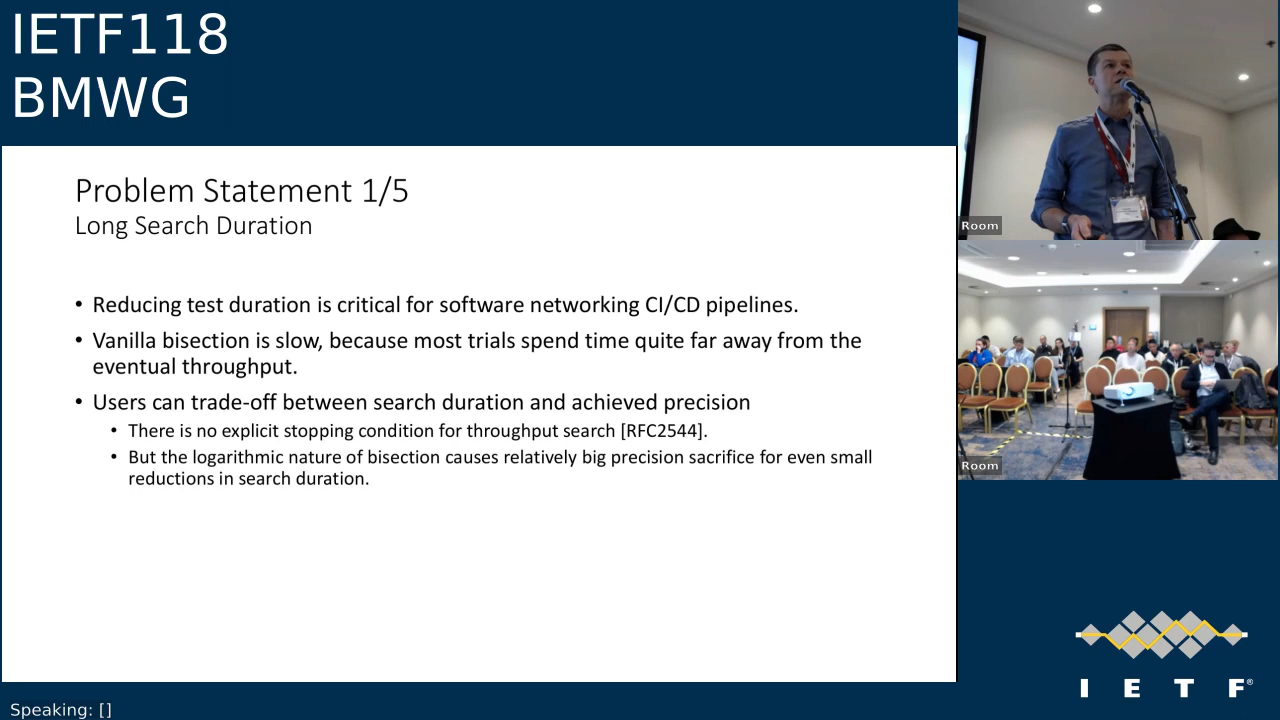 IETF118
BMWG
Problem Statement 1/5
Long Search Duration
• Reducing test duration is critical for software networking CI/CD pipelines.
• Vanilla bisection is slow, because most trials spend time quite far away from the
eventual throughput.
• Users can trade-off between search duration and achieved precision
• There is no explicit stopping condition for throughput search [RFC2544].
• But the logarithmic nature of bisection causes relatively big precision sacrifice for even small
reductions in search duration.
Room
Room
I E T F®
Speaking: []